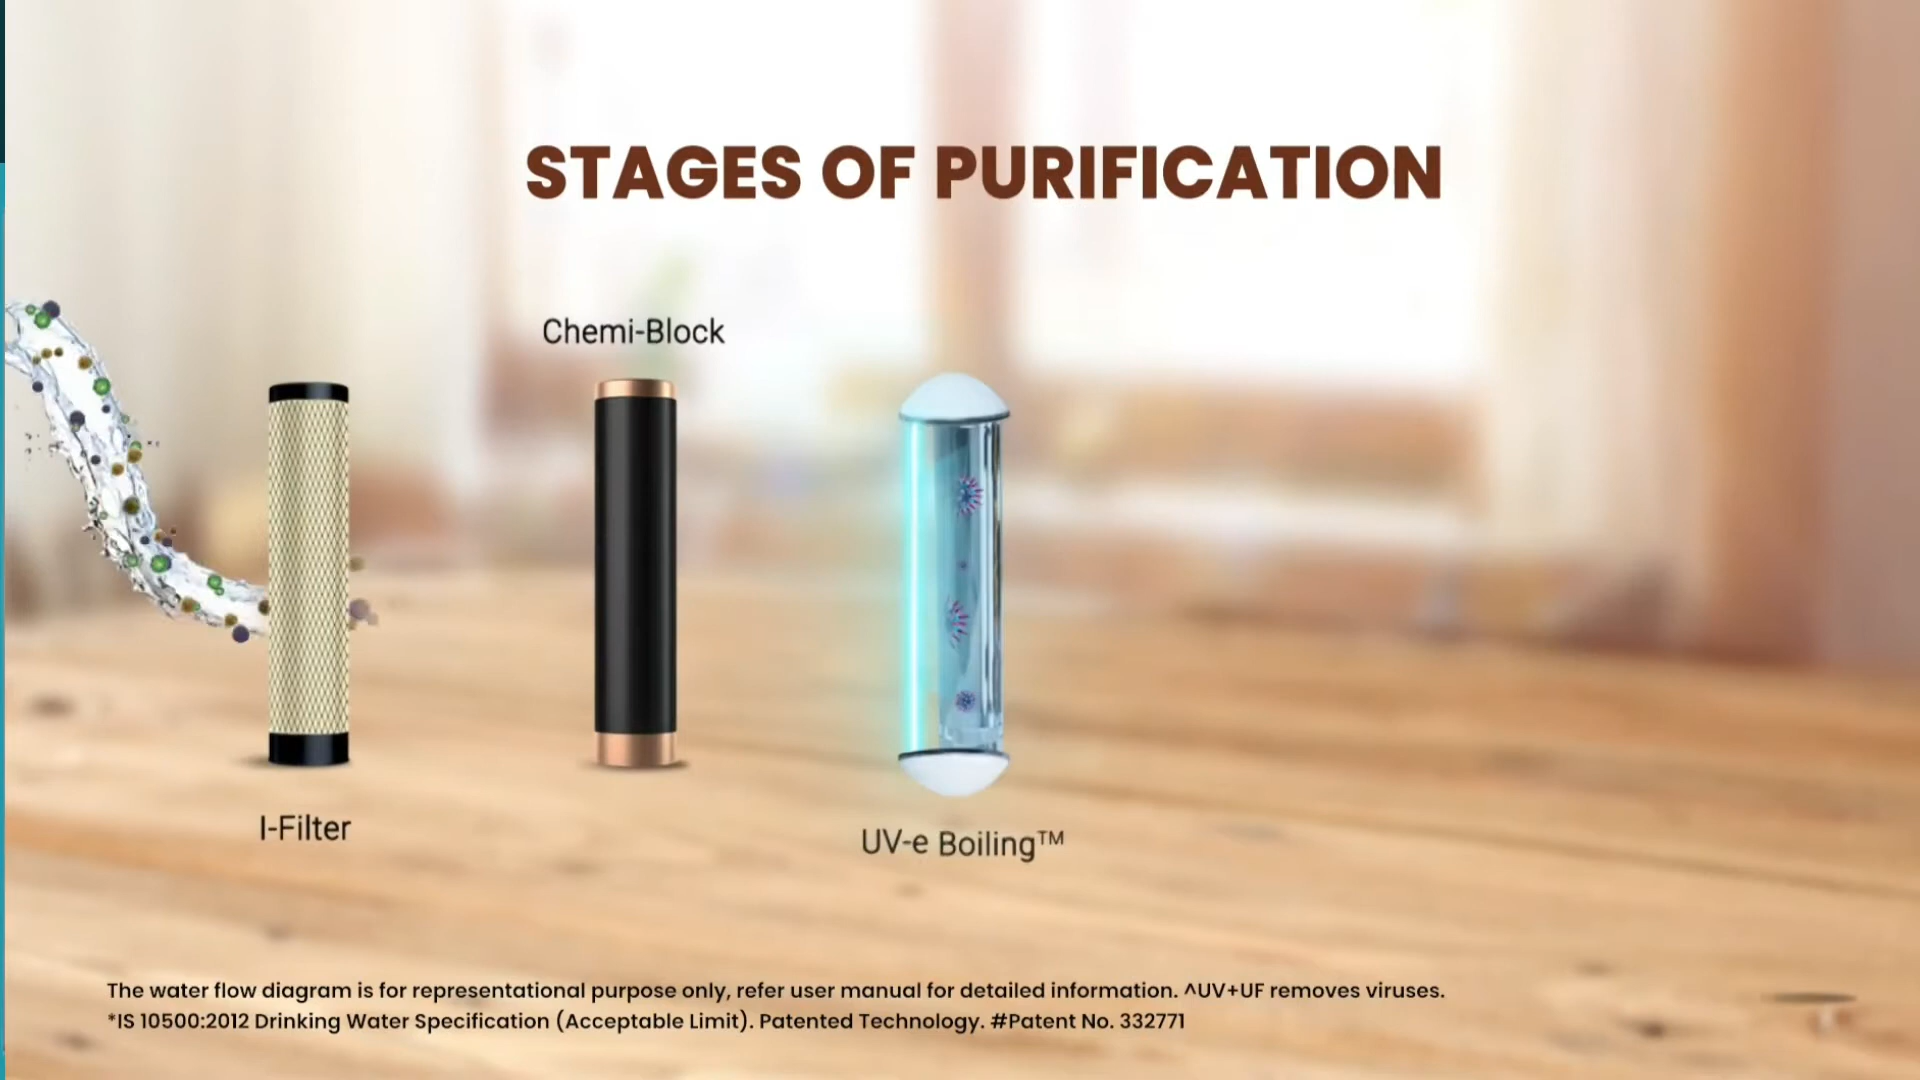 STAGES OF PURIFICATION
Chemi-Block
I-Filter
UV-e Boiling™
The water flow diagram is for representational purpose only, refer user manual for detailed information. ^UV+UF removes viruses.
*IS 10500:2012 Drinking Water Specification (Acceptable Limit). Patented Technology. #Patent No. 332771